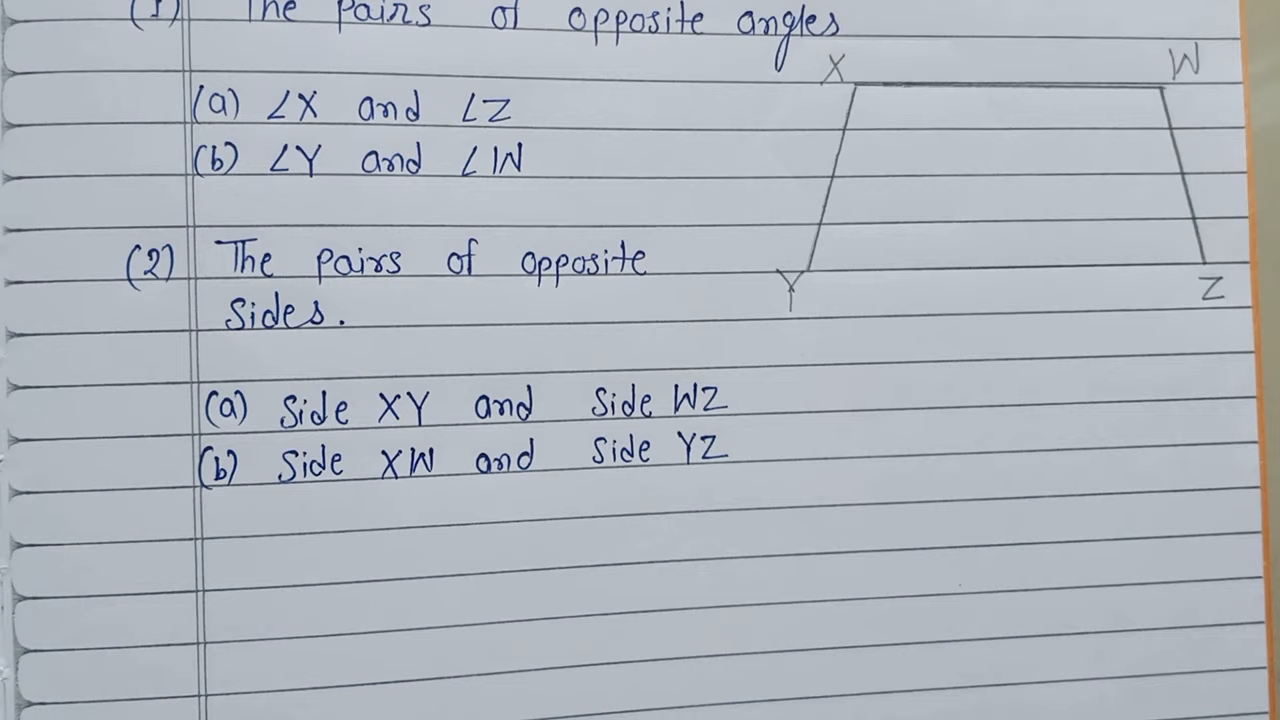 (1) The pairs of opposite angles
X W
(a) ∠X and ∠Z
(b) ∠Y and ∠W
(2) The pairs of opposite
Y Z
Sides.
(a) Side XY and Side WZ
(b) Side XW and Side YZ